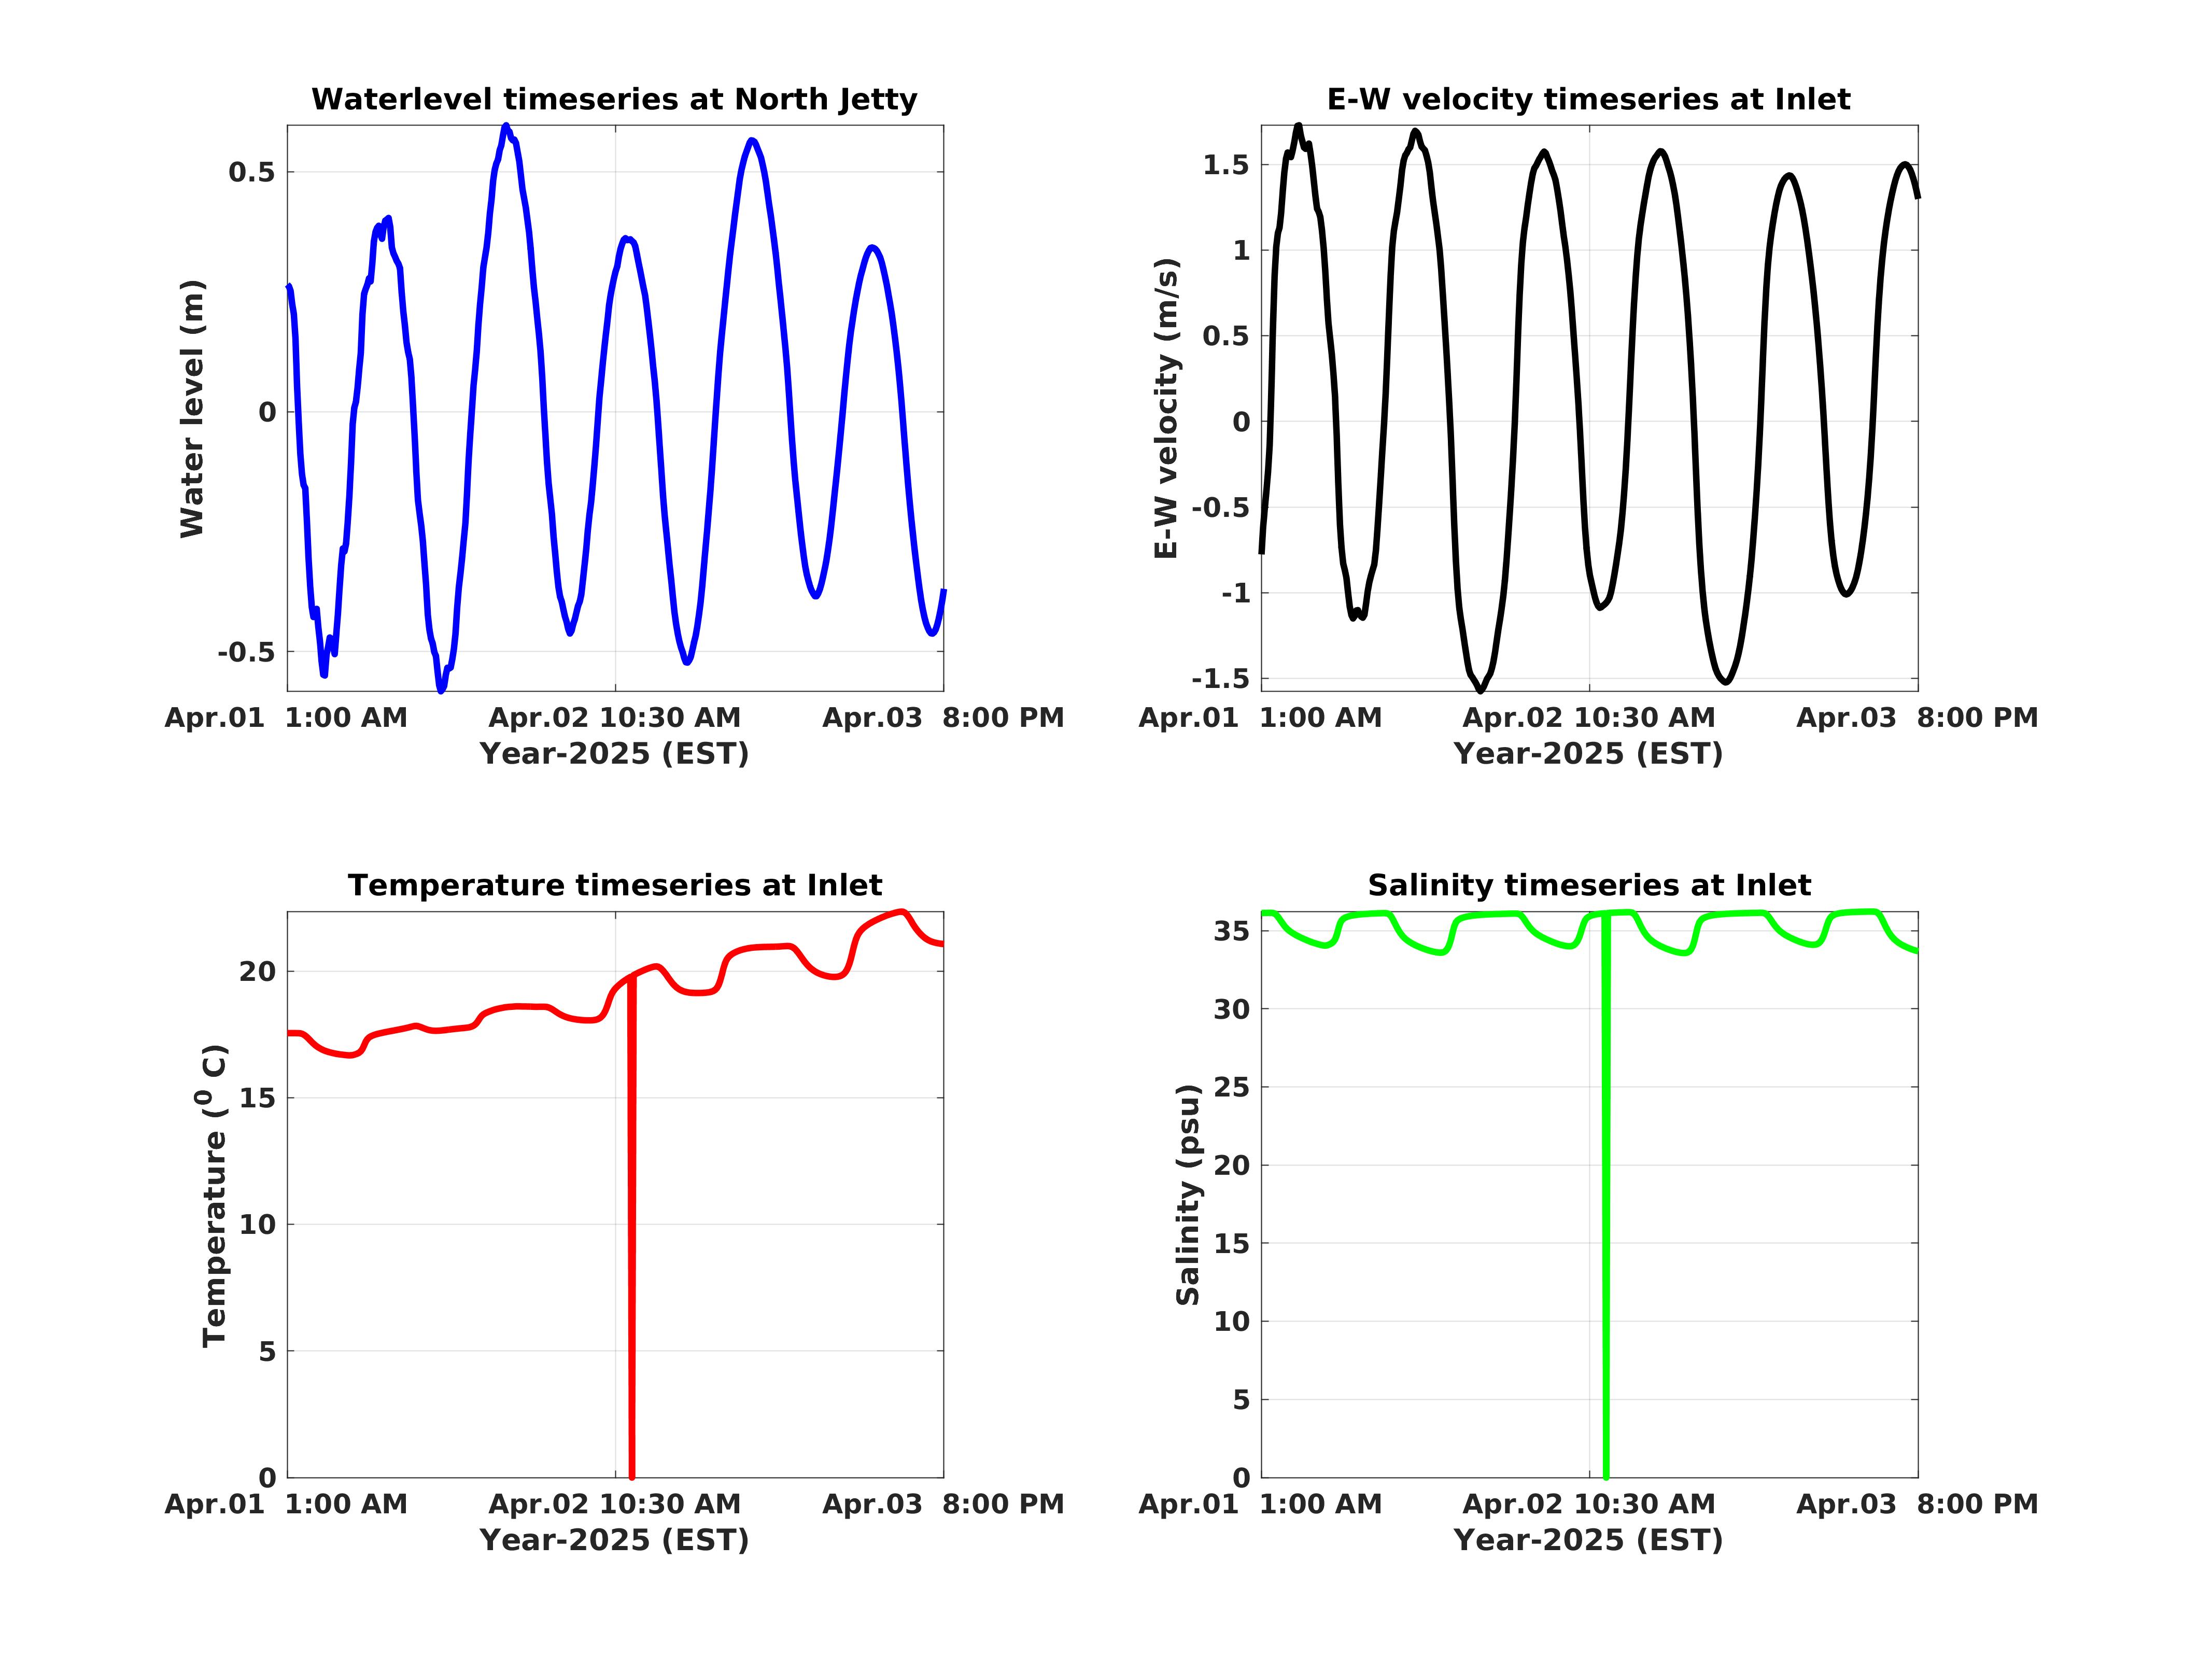 Waterlevel timeseries at North Jetty
0.5
0
-0.5
Water level (m)
Apr.01 1:00 AM Apr.02 10:30 AM Apr.03 8:00 PM
Year-2025 (EST)
E-W velocity timeseries at Inlet
1.5
1
0.5
0
-0.5
-1
-1.5
E-W velocity (m/s)
Apr.01 1:00 AM Apr.02 10:30 AM Apr.03 8:00 PM
Year-2025 (EST)
Temperature timeseries at Inlet
20
15
10
5
0
Temperature (⁰ C)
Apr.01 1:00 AM Apr.02 10:30 AM Apr.03 8:00 PM
Year-2025 (EST)
Salinity timeseries at Inlet
35
30
25
20
15
10
5
0
Salinity (psu)
Apr.01 1:00 AM Apr.02 10:30 AM Apr.03 8:00 PM
Year-2025 (EST)